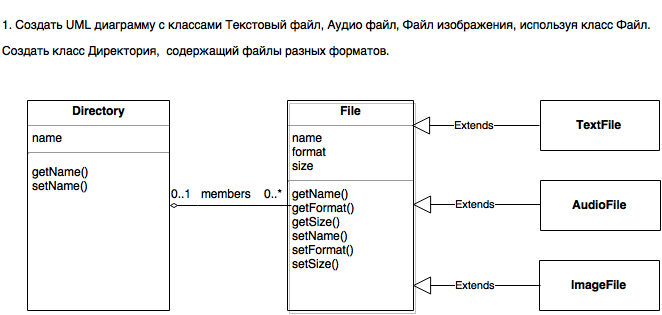 1. Создать UML диаграмму с классами Текстовый файл, Аудио файл, Файл изображения, используя класс Файл.
Создать класс Директория, содержащий файлы разных форматов.
Directory
name
getName()
setName()
0..1 members 0..*
File
name
format
size
getName()
getFormat()
getSize()
setName()
setFormat()
setSize()
Extends
TextFile
Extends
AudioFile
Extends
ImageFile